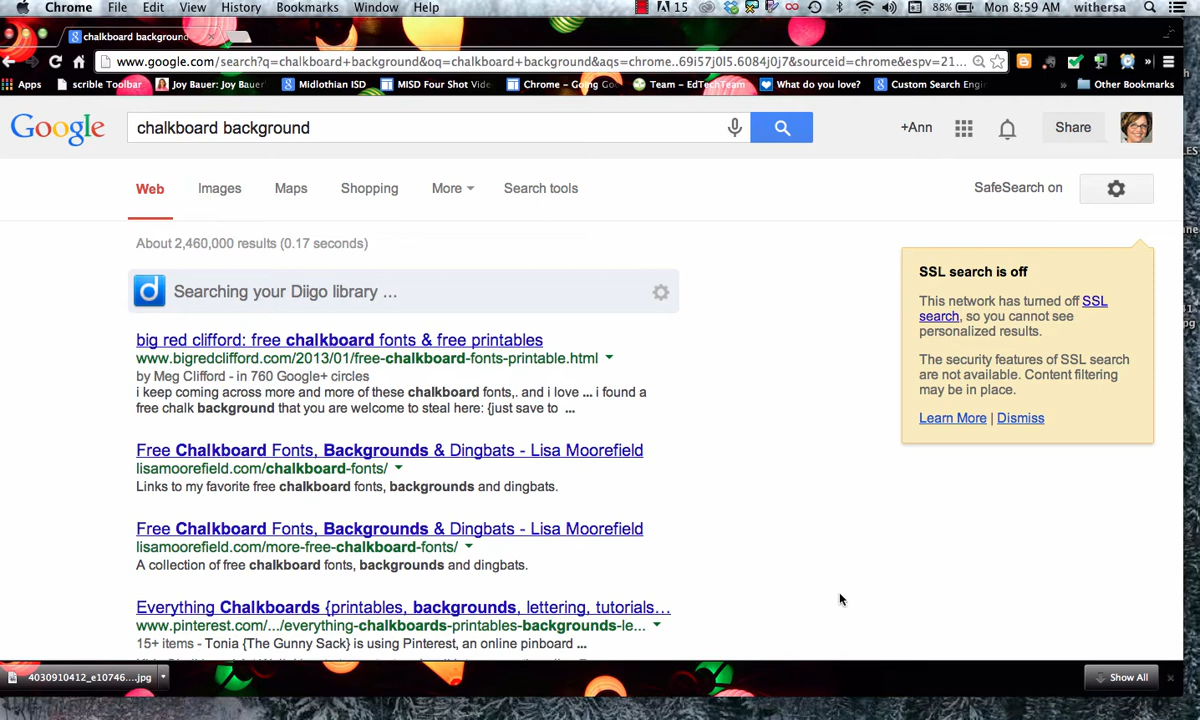 Chrome File Edit View History Bookmarks Window Help 15 88% Mon 8:59 AM withersa
chalkboard background
www.google.com/search?q=chalkboard+background&oq=chalkboard+background&aqs=chrome..69i57j0l5.6084j0j7&sourceid=chrome&espv=21...
Apps scrible Toolbar Joy Bauer: Joy Bauer Midlothian ISD MISD Four Shot Vide Chrome – Going Go Team – EdTechTeam What do you love? Custom Search Engi » Other Bookmarks
Google chalkboard background +Ann Share
Web Images Maps Shopping More Search tools SafeSearch on
About 2,460,000 results (0.17 seconds)
d Searching your Diigo library ...
big red clifford: free chalkboard fonts & free printables
www.bigredclifford.com/2013/01/free-chalkboard-fonts-printable.html
by Meg Clifford - in 760 Google+ circles
i keep coming across more and more of these chalkboard fonts,. and i love ... i found a
free chalk background that you are welcome to steal here: {just save to ...
Free Chalkboard Fonts, Backgrounds & Dingbats - Lisa Moorefield
lisamoorefield.com/chalkboard-fonts/
Links to my favorite free chalkboard fonts, backgrounds and dingbats.
Free Chalkboard Fonts, Backgrounds & Dingbats - Lisa Moorefield
lisamoorefield.com/more-free-chalkboard-fonts/
A collection of free chalkboard fonts, backgrounds and dingbats.
Everything Chalkboards {printables, backgrounds, lettering, tutorials...
www.pinterest.com/.../everything-chalkboards-printables-backgrounds-le...
15+ items - Tonia {The Gunny Sack} is using Pinterest, an online pinboard ...
SSL search is off
This network has turned off SSL
search, so you cannot see
personalized results.
The security features of SSL search
are not available. Content filtering
may be in place.
Learn More | Dismiss
4030910412_e10746....jpg Show All